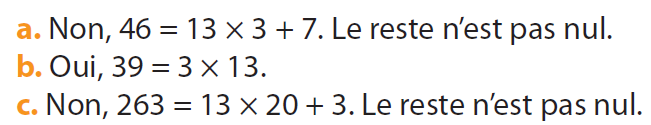 a. Non, 46 = 13 × 3 + 7. Le reste n’est pas nul.
b. Oui, 39 = 3 × 13.
c. Non, 263 = 13 × 20 + 3. Le reste n’est pas nul.